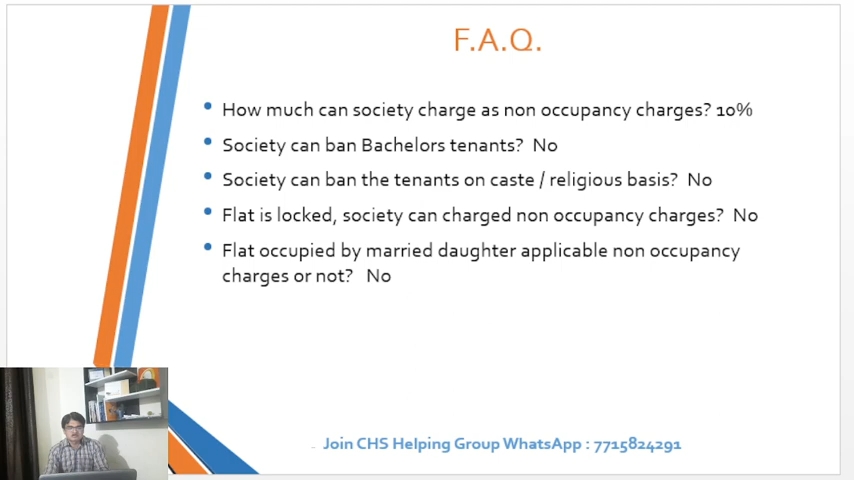 F.A.Q.
• How much can society charge as non occupancy charges? 10%
• Society can ban Bachelors tenants? No
• Society can ban the tenants on caste / religious basis? No
• Flat is locked, society can charged non occupancy charges? No
• Flat occupied by married daughter applicable non occupancy
charges or not? No
Join CHS Helping Group WhatsApp : 7715824291